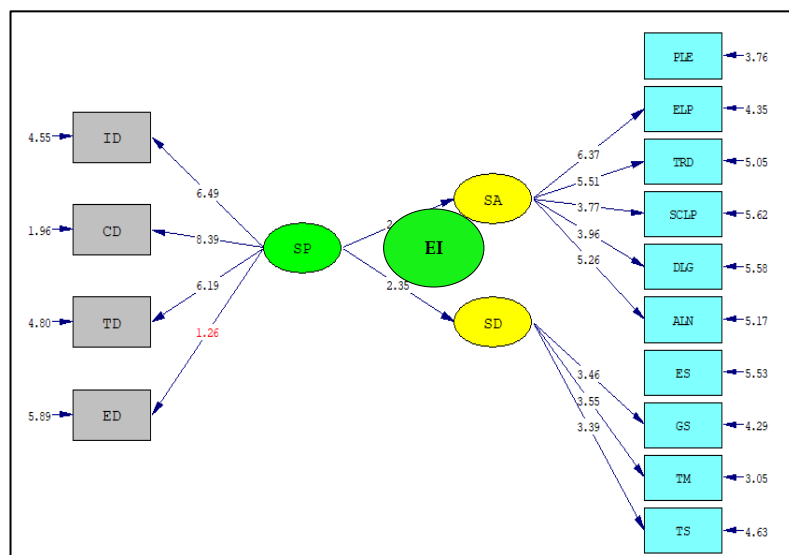 PLE
3.76
ELP
4.35
4.55
ID
TRD
5.05
6.37
5.51
6.49
SA
3.77
SCLP
5.62
1.96
CD
8.39
SP
2.
EI
3.96
DLG
5.58
5.26
6.19
2.35
4.80
TD
SD
ALN
5.17
1.26
3.46
ES
5.53
3.55
5.89
ED
3.39
GS
4.29
TM
3.05
TS
4.63